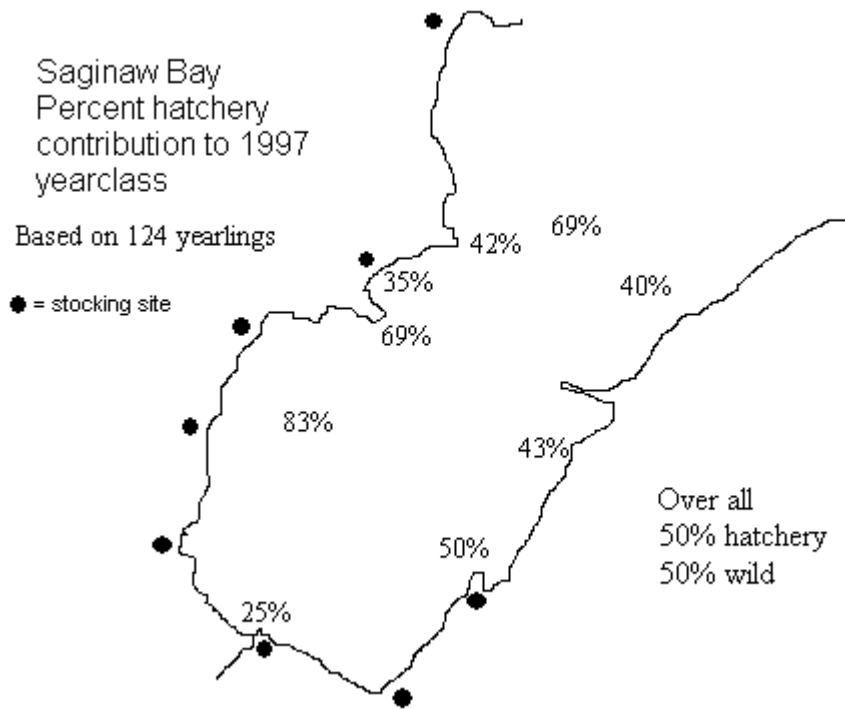 Saginaw Bay
Percent hatchery
contribution to 1997
yearclass
Based on 124 yearlings
= stocking site
42%
69%
35%
40%
69%
83%
43%
50%
25%
Over all
50% hatchery
50% wild